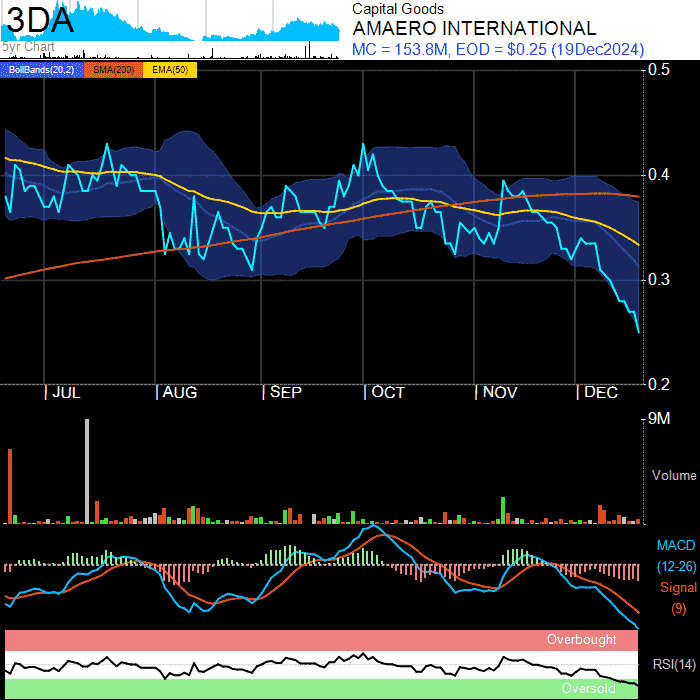 3DA
5yr Chart
Capital Goods
AMAERO INTERNATIONAL
MC = 153.8M, EOD = $0.25 (19Dec2024)
BollBands(20,2) SMA(200) EMA(50)
0.5
0.4
0.3
0.2
| JUL | AUG | SEP | OCT | NOV | DEC
9M
Volume
MACD
(12-26)
Signal
(9)
Overbought
RSI(14)
Oversold